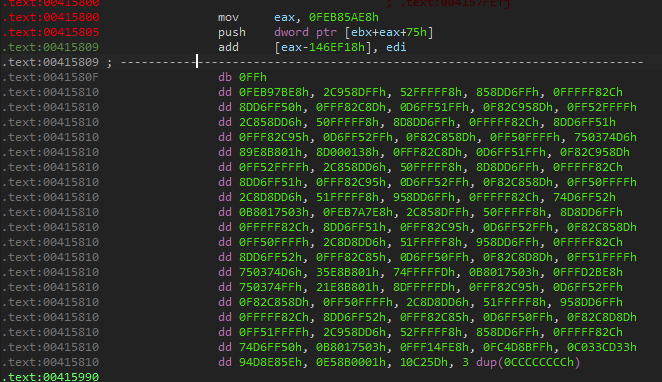 .text:00415800 ; .text:004157FE↑j
.text:00415800 mov eax, 0FEB85AE8h
.text:00415805 push dword ptr [ebx+eax+75h]
.text:00415809 add [eax-146EF18h], edi
.text:00415809 ; ---------------------------------------------------------------------------
.text:0041580F db 0FFh
.text:00415810 dd 0FEB97BE8h, 2C958DFFh, 52FFFFF8h, 858DD6FFh, 0FFFFF82Ch
.text:00415810 dd 8DD6FF50h, 0FFF82C8Dh, 0D6FF51FFh, 0F82C958Dh, 0FF52FFFFh
.text:00415810 dd 2C858DD6h, 50FFFFF8h, 8D8DD6FFh, 0FFFFF82Ch, 8DD6FF51h
.text:00415810 dd 0FFF82C95h, 0D6FF52FFh, 0F82C858Dh, 0FF50FFFFh, 750374D6h
.text:00415810 dd 89E8B801h, 8D000138h, 0FFF82C8Dh, 0D6FF51FFh, 0F82C958Dh
.text:00415810 dd 0FF52FFFFh, 2C858DD6h, 50FFFFF8h, 8D8DD6FFh, 0FFFFF82Ch
.text:00415810 dd 8DD6FF51h, 0FFF82C95h, 0D6FF52FFh, 0F82C858Dh, 0FF50FFFFh
.text:00415810 dd 2C8D8DD6h, 51FFFFF8h, 958DD6FFh, 0FFFFF82Ch, 74D6FF52h
.text:00415810 dd 0B8017503h, 0FEB7A7E8h, 2C858DFFh, 50FFFFF8h, 8D8DD6FFh
.text:00415810 dd 0FFFFF82Ch, 8DD6FF51h, 0FFF82C95h, 0D6FF52FFh, 0F82C858Dh
.text:00415810 dd 0FF50FFFFh, 2C8D8DD6h, 51FFFFF8h, 958DD6FFh, 0FFFFF82Ch
.text:00415810 dd 8DD6FF52h, 0FFF82C85h, 0D6FF50FFh, 0F82C8D8Dh, 0FF51FFFFh
.text:00415810 dd 750374D6h, 35E8B801h, 74FFFFFDh, 0B8017503h, 0FFFD2BE8h
.text:00415810 dd 750374FFh, 21E8B801h, 8DFFFFFDh, 0FFF82C95h, 0D6FF52FFh
.text:00415810 dd 0F82C858Dh, 0FF50FFFFh, 2C8D8DD6h, 51FFFFF8h, 958DD6FFh
.text:00415810 dd 0FFFFF82Ch, 8DD6FF52h, 0FFF82C85h, 0D6FF50FFh, 0F82C8D8Dh
.text:00415810 dd 0FF51FFFFh, 2C958DD6h, 52FFFFF8h, 858DD6FFh, 0FFFFF82Ch
.text:00415810 dd 74D6FF50h, 0B8017503h, 0FFF14FE8h, 0FC4D8BFFh, 0C033CD33h
.text:00415810 dd 94D8E85Eh, 0E58B0001h, 10C25Dh, 3 dup(0CCCCCCCCh)
.text:00415990